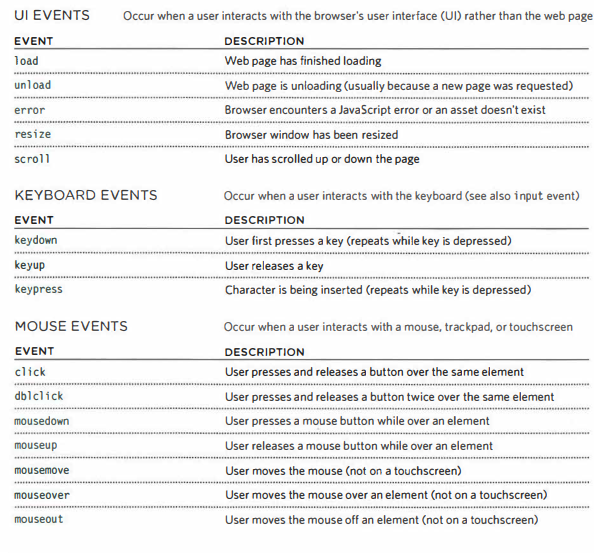 UI EVENTS Occur when a user interacts with the browser's user interface (UI) rather than the web page
EVENT DESCRIPTION
load Web page has finished loading
unload Web page is unloading (usually because a new page was requested)
error Browser encounters a JavaScript error or an asset doesn't exist
resize Browser window has been resized
scroll User has scrolled up or down the page
KEYBOARD EVENTS Occur when a user interacts with the keyboard (see also input event)
EVENT DESCRIPTION
keydown User first presses a key (repeats while key is depressed)
keyup User releases a key
keypress Character is being inserted (repeats while key is depressed)
MOUSE EVENTS Occur when a user interacts with a mouse, trackpad, or touchscreen
EVENT DESCRIPTION
click User presses and releases a button over the same element
dblclick User presses and releases a button twice over the same element
mousedown User presses a mouse button while over an element
mouseup User releases a mouse button while over an element
mousemove User moves the mouse (not on a touchscreen)
mouseover User moves the mouse over an element (not on a touchscreen)
mouseout User moves the mouse off an element (not on a touchscreen)